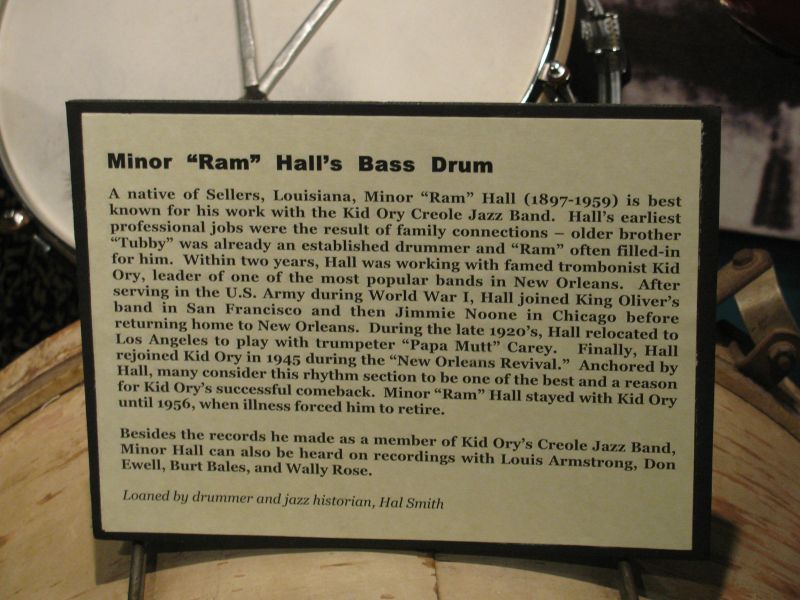 Minor “Ram” Hall’s Bass Drum
A native of Sellers, Louisiana, Minor “Ram” Hall (1897-1959) is best
known for his work with the Kid Ory Creole Jazz Band. Hall’s earliest
professional jobs were the result of family connections – older brother
“Tubby” was already an established drummer and “Ram” often filled-in
for him. Within two years, Hall was working with famed trombonist Kid
Ory, leader of one of the most popular bands in New Orleans. After
serving in the U.S. Army during World War I, Hall joined King Oliver’s
band in San Francisco and then Jimmie Noone in Chicago before
returning home to New Orleans. During the late 1920’s, Hall relocated to
Los Angeles to play with trumpeter “Papa Mutt” Carey. Finally, Hall
rejoined Kid Ory in 1945 during the “New Orleans Revival.” Anchored by
Hall, many consider this rhythm section to be one of the best and a reason
for Kid Ory’s successful comeback. Minor “Ram” Hall stayed with Kid Ory
until 1956, when illness forced him to retire.
Besides the records he made as a member of Kid Ory’s Creole Jazz Band,
Minor Hall can also be heard on recordings with Louis Armstrong, Don
Ewell, Burt Bales, and Wally Rose.
Loaned by drummer and jazz historian, Hal Smith